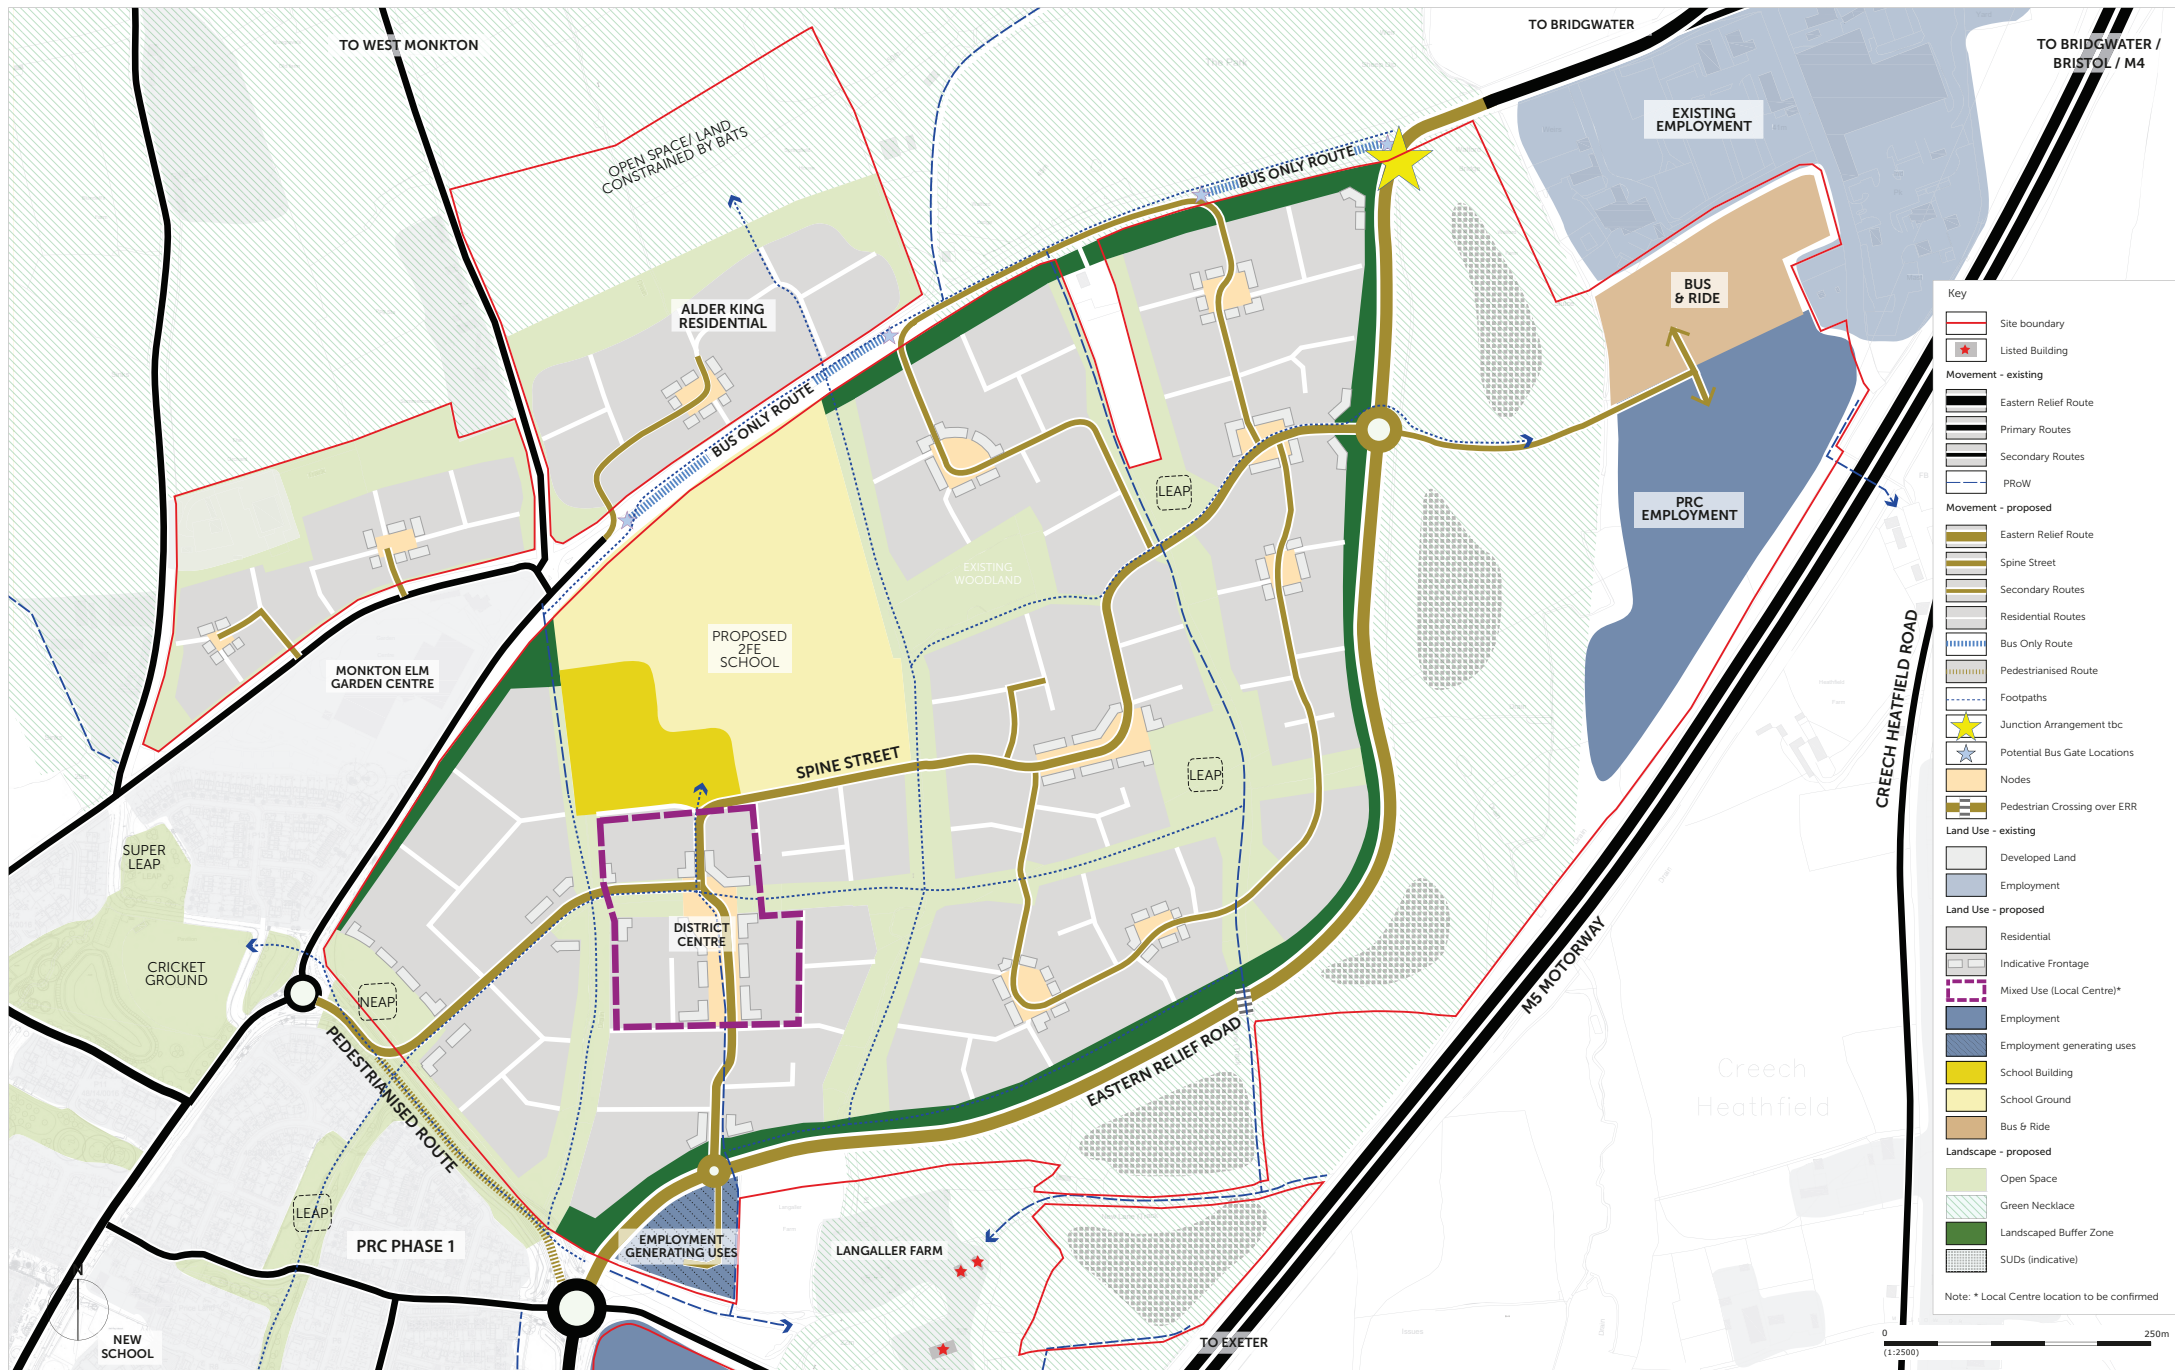 TO WEST MONKTON
TO BRIDGWATER
TO BRIDGWATER /
BRISTOL / M4
The Park
EXISTING
EMPLOYMENT
OPEN SPACE/ LAND
CONSTRAINED BY BATS
BUS ONLY ROUTE
BUS
& RIDE
ALDER KING
RESIDENTIAL
BUS ONLY ROUTE
LEAP
PRC
EMPLOYMENT
EXISTING
WOODLAND
PROPOSED
2FE
SCHOOL
MONKTON ELM
GARDEN CENTRE
CREECH HEATFIELD ROAD
SPINE STREET
LEAP
SUPER
LEAP
DISTRICT
CENTRE
CRICKET
GROUND
NEAP
M5 MOTORWAY
PEDESTRIANISED ROUTE
EASTERN RELIEF ROAD
Creech
Heathfield
LEAP
PRC PHASE 1
EMPLOYMENT
GENERATING USES
LANGALLER FARM
N
NEW
SCHOOL
TO EXETER
Key
Site boundary
Listed Building
Movement - existing
Eastern Relief Route
Primary Routes
Secondary Routes
PRoW
Movement - proposed
Eastern Relief Route
Spine Street
Secondary Routes
Residential Routes
Bus Only Route
Pedestrianised Route
Footpaths
Junction Arrangement tbc
Potential Bus Gate Locations
Nodes
Pedestrian Crossing over ERR
Land Use - existing
Developed Land
Employment
Land Use - proposed
Residential
Indicative Frontage
Mixed Use (Local Centre)*
Employment
Employment generating uses
School Building
School Ground
Bus & Ride
Landscape - proposed
Open Space
Green Necklace
Landscaped Buffer Zone
SUDs (indicative)
Note: * Local Centre location to be confirmed
0
250m
(1:2500)